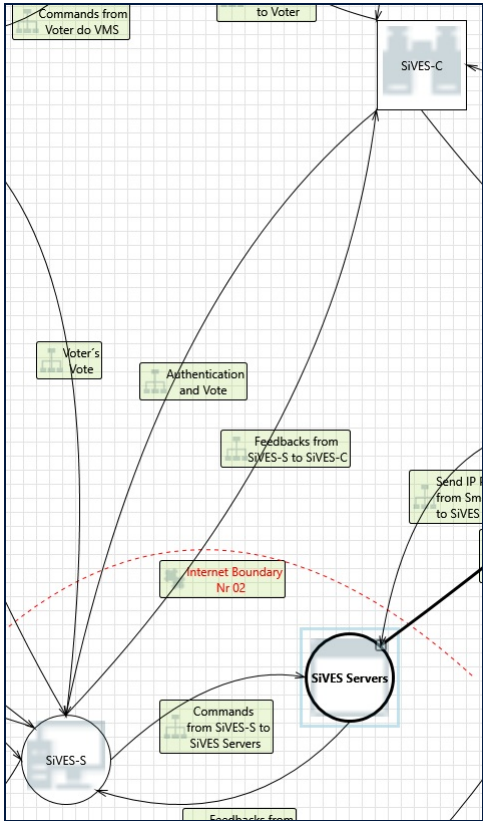 Commands from
Voter do VMS
to Voter
SiVES-C
Voter´s
Vote
Authentication
and Vote
Feedbacks from
SiVES-S to SiVES-C
Send IP
from Sm
to SiVES
Internet Boundary
Nr 02
SiVES Servers
Commands
from SiVES-S to
SiVES Servers
SiVES-S
Feedbacks from